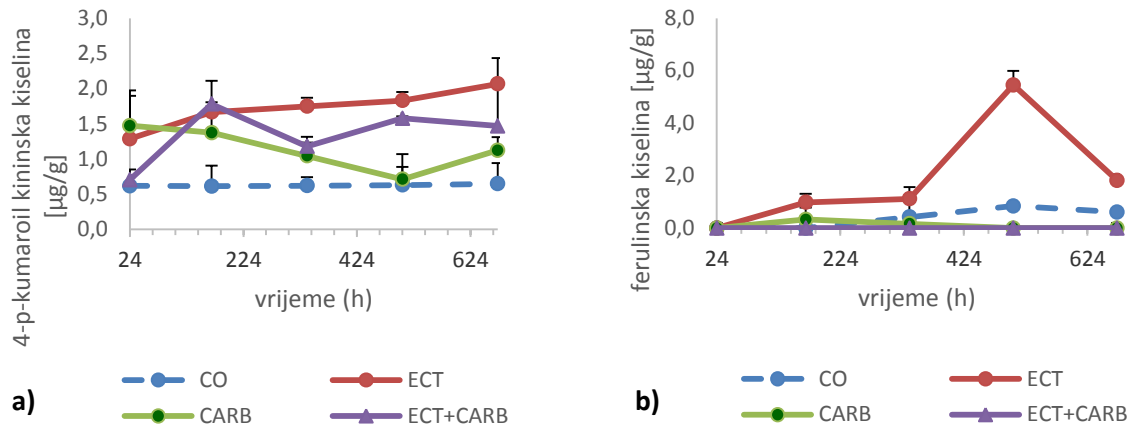 4-p-kumaroil kininska kiselina
[µg/g]
3,0
2,5
2,0
1,5
1,0
0,5
0,0
24
224
424
624
vrijeme (h)
CO
ECT
CARB
ECT+CARB
a)
ferulinska kiselina [µg/g]
8,0
6,0
4,0
2,0
0,0
24
224
424
624
vrijeme (h)
CO
ECT
CARB
ECT+CARB
b)